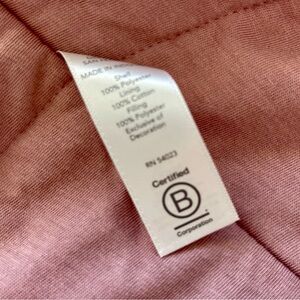 MADE IN
Shell
100% Polyester
Lining
100% Cotton
Filling
100% Polyester
Exclusive of
Decoration
RN 54023
Certified
B
Corporation